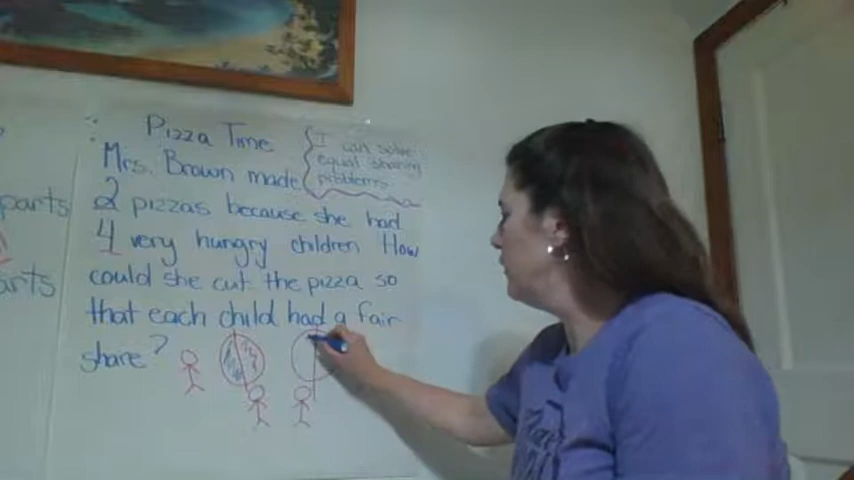 Pizza Time
I can solve
equal sharing
problems
Mrs. Brown made
2 pizzas because she had
4 very hungry children How
could she cut the pizza so
that each child had a fair
share?
parts
arts